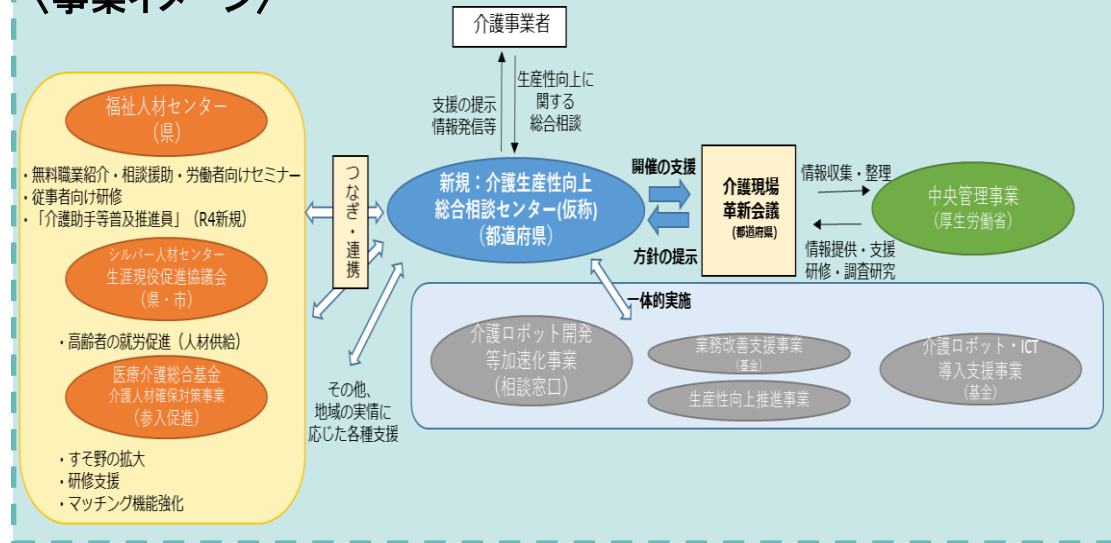 〈事業イメージ〉
介護事業者
支援の提示
情報発信等
生産性向上に
関する
総合相談
福祉人材センター
(県)
・無料職業紹介・相談援助・労働者向けセミナー
・従事者向け研修
・「介護助手等普及推進員」(R4新規)
シルバー人材センター
生涯現役促進協議会
(県・市)
・高齢者の就労促進(人材供給)
医療介護総合基金
介護人材確保対策事業
(参入促進)
・すそ野の拡大
・研修支援
・マッチング機能強化
つなぎ・連携
新規:介護生産性向上
総合相談センター(仮称)
(都道府県)
開催の支援
方針の提示
介護現場
革新会議
(都道府県)
情報収集・整理
情報提供・支援
研修・調査研究
中央管理事業
(厚生労働省)
その他、
地域の実情に
応じた各種支援
一体的実施
介護ロボット開発
等加速化事業
(相談窓口)
業務改善支援事業
(基金)
生産性向上推進事業
介護ロボット・ICT
導入支援事業
(基金)